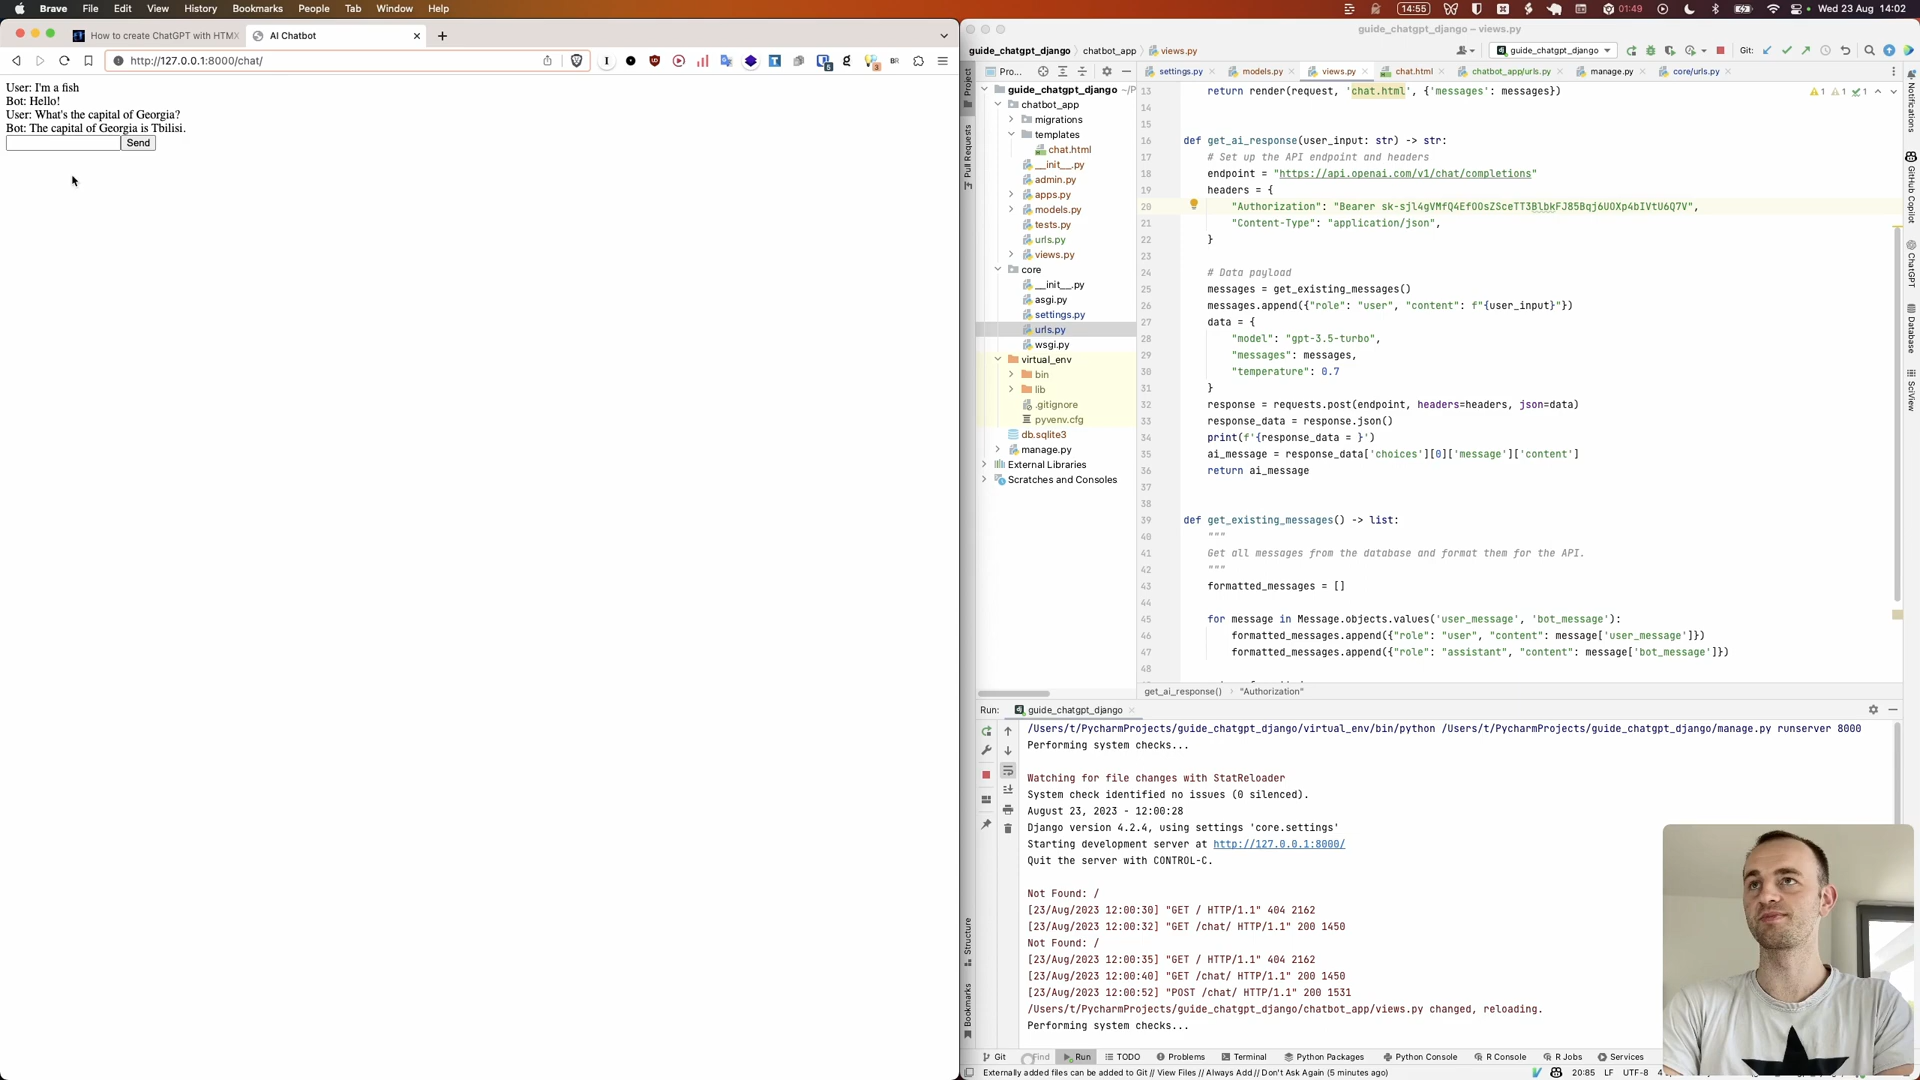 Brave File Edit View History Bookmarks People Tab Window Help
14:55
01:49
Wed 23 Aug 14:02
How to create ChatGPT with HTMX
AI Chatbot
http://127.0.0.1:8000/chat/
User: I'm a fish
Bot: Hello!
User: What's the capital of Georgia?
Bot: The capital of Georgia is Tbilisi.
Send
guide_chatgpt_django – views.py
guide_chatgpt_django chatbot_app views.py
guide_chatgpt_django
Git:
Pro...
settings.py models.py views.py chat.html chatbot_app/urls.py manage.py core/urls.py
Project
Pull Requests
guide_chatgpt_django ~/P
chatbot_app
migrations
templates
chat.html
__init__.py
admin.py
apps.py
models.py
tests.py
urls.py
views.py
core
__init__.py
asgi.py
settings.py
urls.py
wsgi.py
virtual_env
bin
lib
.gitignore
pyvenv.cfg
db.sqlite3
manage.py
External Libraries
Scratches and Consoles
13 return render(request, 'chat.html', {'messages': messages})
14
15
16 def get_ai_response(user_input: str) -> str:
17 # Set up the API endpoint and headers
18 endpoint = "https://api.openai.com/v1/chat/completions"
19 headers = {
20 "Authorization": "Bearer
21 "Content-Type": "application/json",
22 }
23
24 # Data payload
25 messages = get_existing_messages()
26 messages.append({"role": "user", "content": f"{user_input}"})
27 data = {
28 "model": "gpt-3.5-turbo",
29 "messages": messages,
30 "temperature": 0.7
31 }
32 response = requests.post(endpoint, headers=headers, json=data)
33 response_data = response.json()
34 print(f'{response_data = }')
35 ai_message = response_data['choices'][0]['message']['content']
36 return ai_message
37
38
39 def get_existing_messages() -> list:
40 """
41 Get all messages from the database and format them for the API.
42 """
43 formatted_messages = []
44
45 for message in Message.objects.values('user_message', 'bot_message'):
46 formatted_messages.append({"role": "user", "content": message['user_message']})
47 formatted_messages.append({"role": "assistant", "content": message['bot_message']})
48
1 1 1
get_ai_response() "Authorization"
Notifications
GitHub Copilot
ChatGPT
Database
SciView
Run: guide_chatgpt_django
/Users/t/PycharmProjects/guide_chatgpt_django/virtual_env/bin/python /Users/t/PycharmProjects/guide_chatgpt_django/manage.py runserver 8000
Performing system checks...
Watching for file changes with StatReloader
System check identified no issues (0 silenced).
August 23, 2023 - 12:00:28
Django version 4.2.4, using settings 'core.settings'
Starting development server at http://127.0.0.1:8000/
Quit the server with CONTROL-C.
Not Found: /
[23/Aug/2023 12:00:30] "GET / HTTP/1.1" 404 2162
[23/Aug/2023 12:00:32] "GET /chat/ HTTP/1.1" 200 1450
Not Found: /
[23/Aug/2023 12:00:35] "GET / HTTP/1.1" 404 2162
[23/Aug/2023 12:00:40] "GET /chat/ HTTP/1.1" 200 1450
[23/Aug/2023 12:00:52] "POST /chat/ HTTP/1.1" 200 1531
/Users/t/PycharmProjects/guide_chatgpt_django/chatbot_app/views.py changed, reloading.
Performing system checks...
Structure
Bookmarks
Git Find Run TODO Problems Terminal Python Packages Python Console R Console R Jobs Services
Externally added files can be added to Git // View Files // Always Add // Don't Ask Again (5 minutes ago)
20:85 LF UTF-8